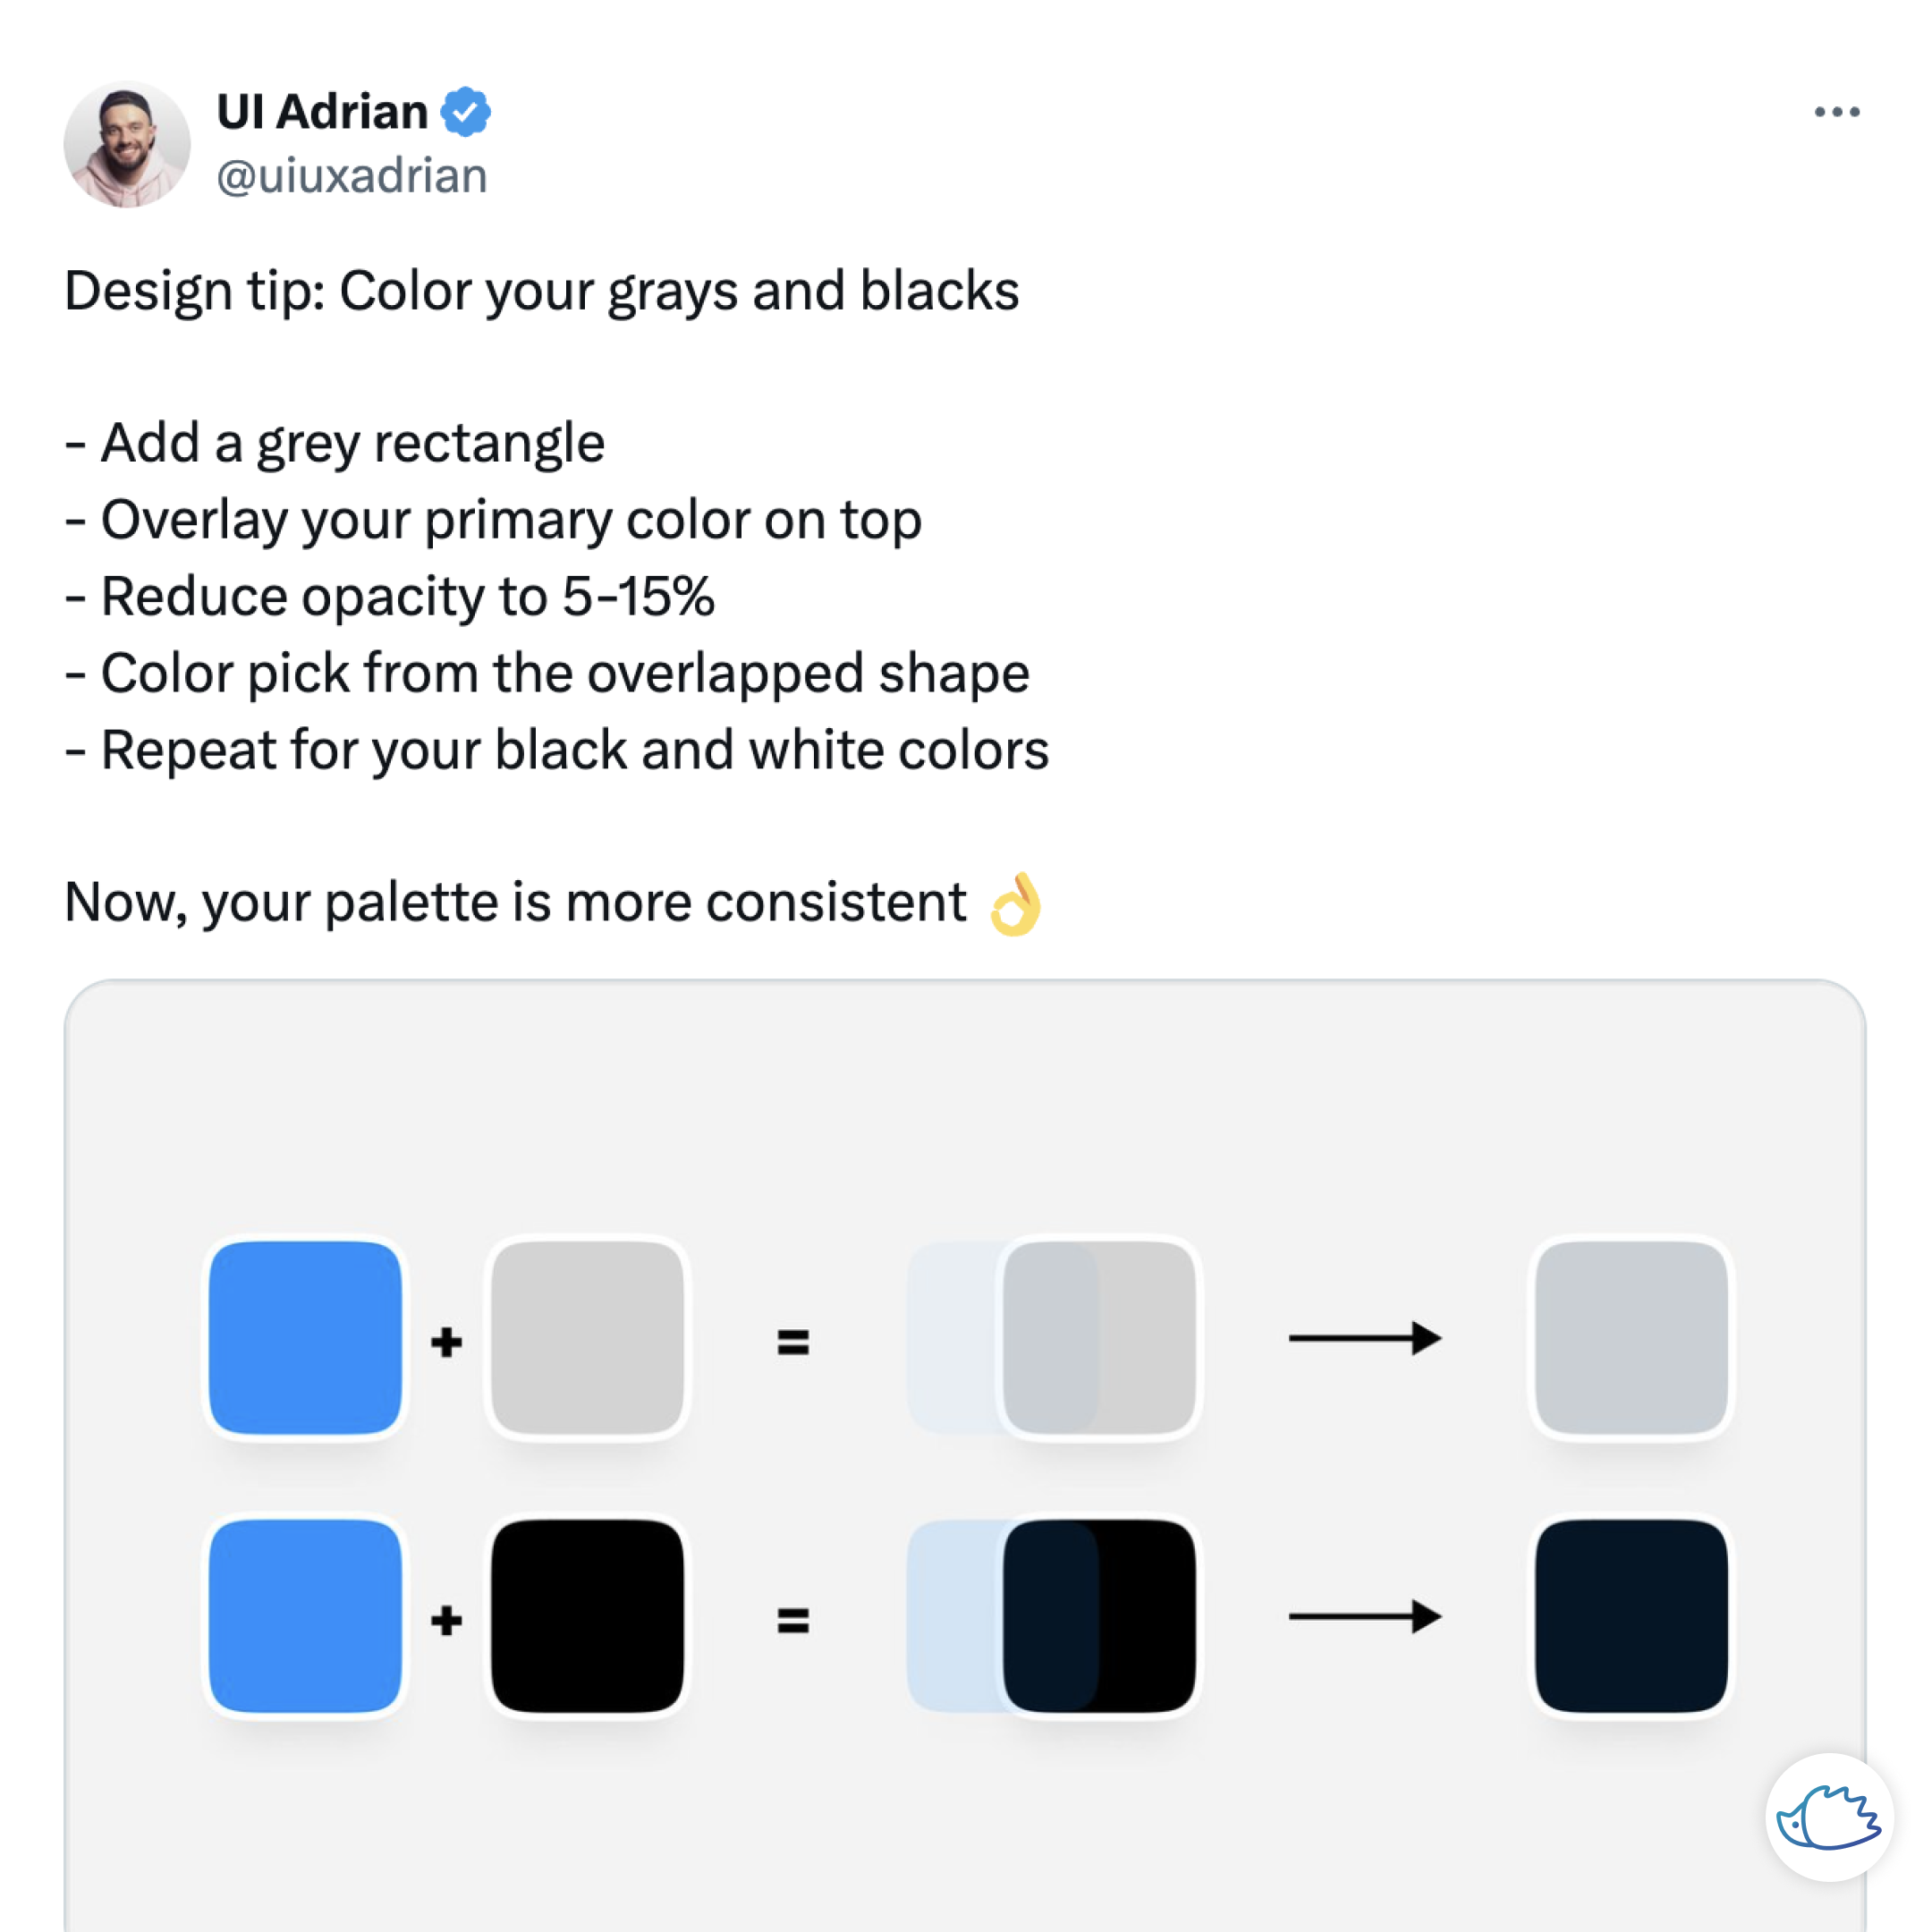 UI Adrian
@uiuxadrian
Design tip: Color your grays and blacks
- Add a grey rectangle
- Overlay your primary color on top
- Reduce opacity to 5-15%
- Color pick from the overlapped shape
- Repeat for your black and white colors
Now, your palette is more consistent 👌
+ =
+ =